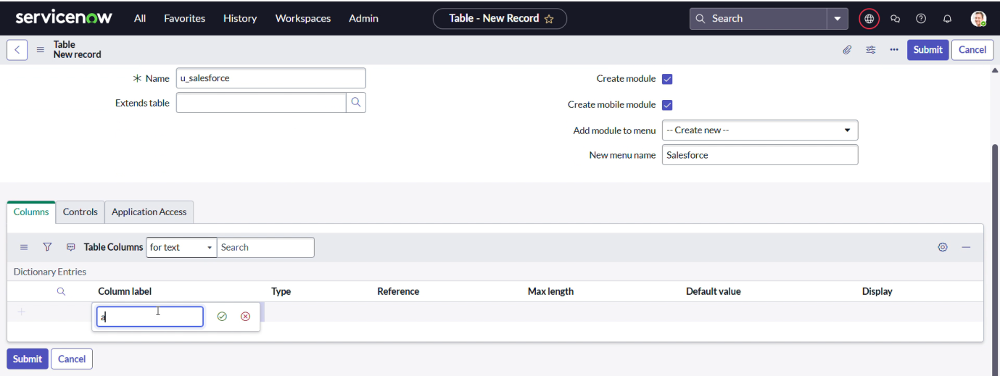 servicenow All Favorites History Workspaces Admin Table - New Record Search
Table
New record
Submit Cancel
Name u_salesforce Create module
Extends table Create mobile module
Add module to menu -- Create new --
New menu name Salesforce
Columns Controls Application Access
Table Columns for text Search
Dictionary Entries
Column label Type Reference Max length Default value Display
a
Submit Cancel